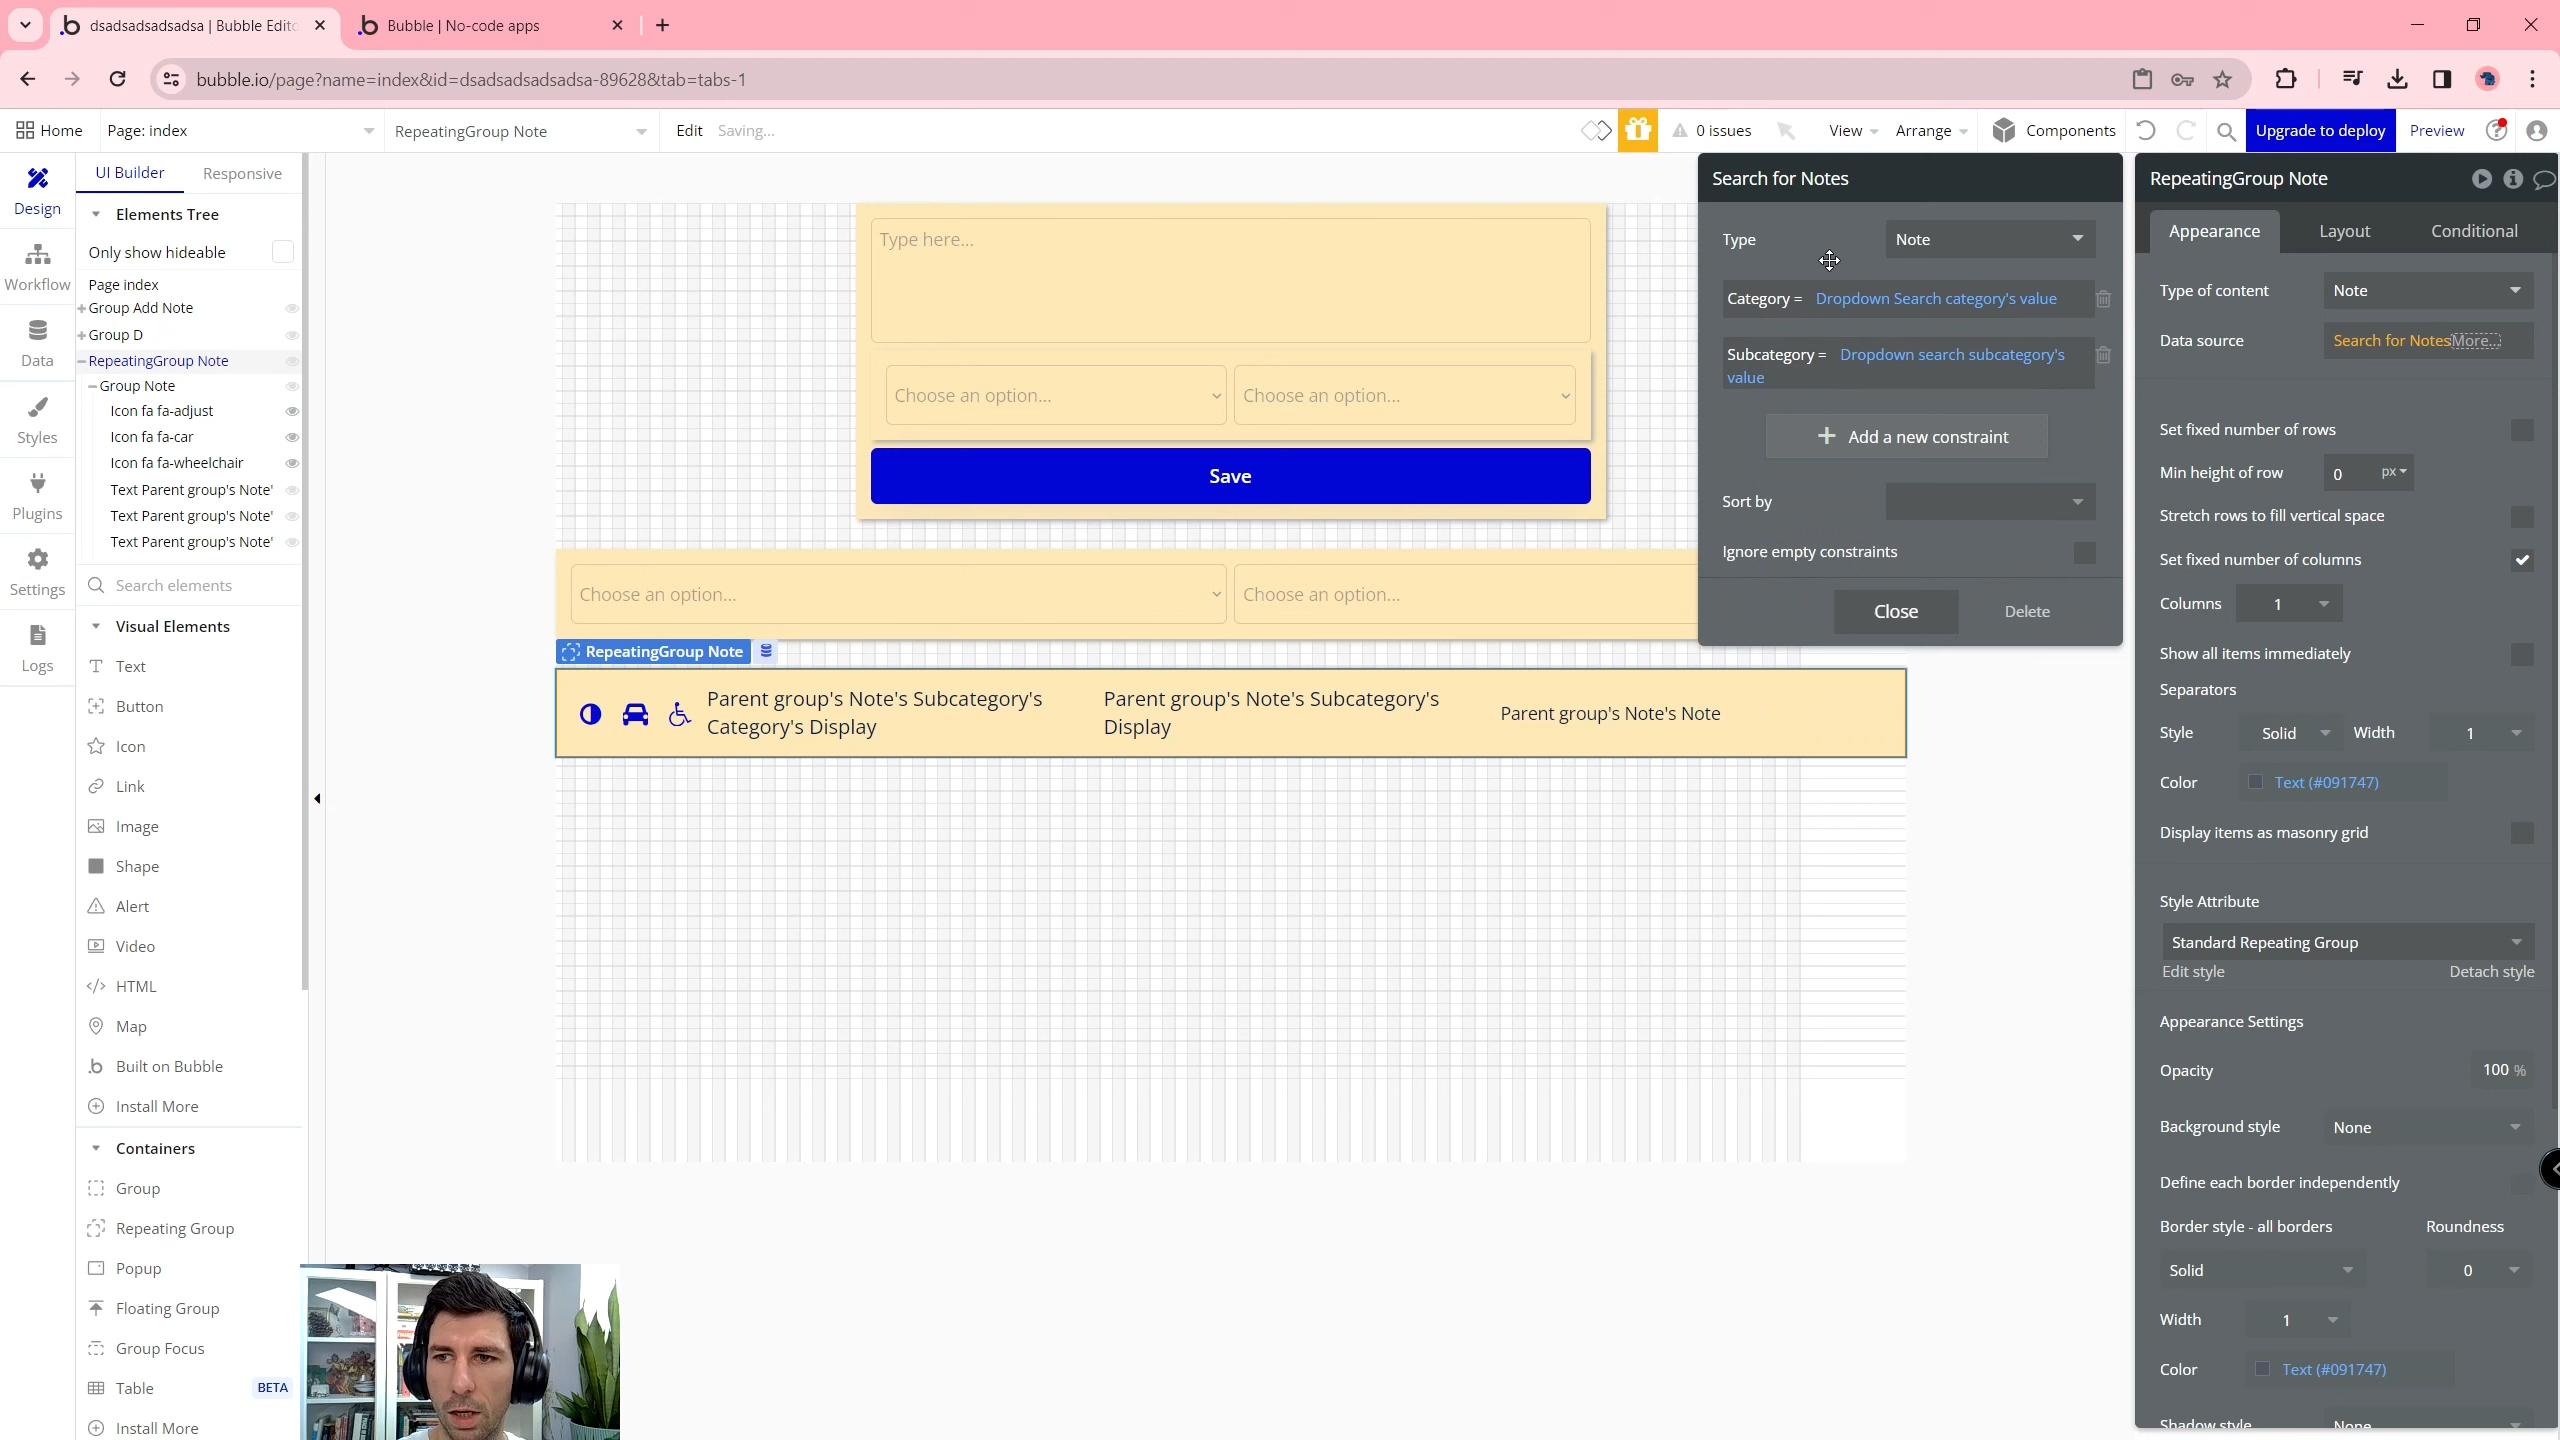 dsadsadsadsadsa | Bubble Edito
Bubble | No-code apps
bubble.io/page?name=index&id=dsadsadsadsadsa-89628&tab=tabs-1
Home
Page: index
RepeatingGroup Note
Edit
Saving...
0 issues
View
Arrange
Components
Upgrade to deploy
Preview
Design
Workflow
Data
Styles
Plugins
Settings
Logs
UI Builder
Responsive
Elements Tree
Only show hideable
Page index
Group Add Note
Group D
RepeatingGroup Note
Group Note
Icon fa fa-adjust
Icon fa fa-car
Icon fa fa-wheelchair
Text Parent group's Note'
Text Parent group's Note'
Text Parent group's Note'
Search elements
Visual Elements
Text
Button
Icon
Link
Image
Shape
Alert
Video
HTML
Map
Built on Bubble
Install More
Containers
Group
Repeating Group
Popup
Floating Group
Group Focus
Table
BETA
Install More
Type here...
Choose an option...
Choose an option...
Save
Choose an option...
Choose an option...
RepeatingGroup Note
Parent group's Note's Subcategory's
Category's Display
Parent group's Note's Subcategory's
Display
Parent group's Note's Note
Search for Notes
Type
Note
Category =
Dropdown Search category's value
Subcategory =
Dropdown search subcategory's
value
Add a new constraint
Sort by
Ignore empty constraints
Close
Delete
RepeatingGroup Note
Appearance
Layout
Conditional
Type of content
Note
Data source
Search for Notes
More...
Set fixed number of rows
Min height of row
0
px
Stretch rows to fill vertical space
Set fixed number of columns
Columns
1
Show all items immediately
Separators
Style
Solid
Width
1
Color
Text (#091747)
Display items as masonry grid
Style Attribute
Standard Repeating Group
Edit style
Detach style
Appearance Settings
Opacity
100 %
Background style
None
Define each border independently
Border style - all borders
Roundness
Solid
0
Width
1
Color
Text (#091747)
Shadow style
None